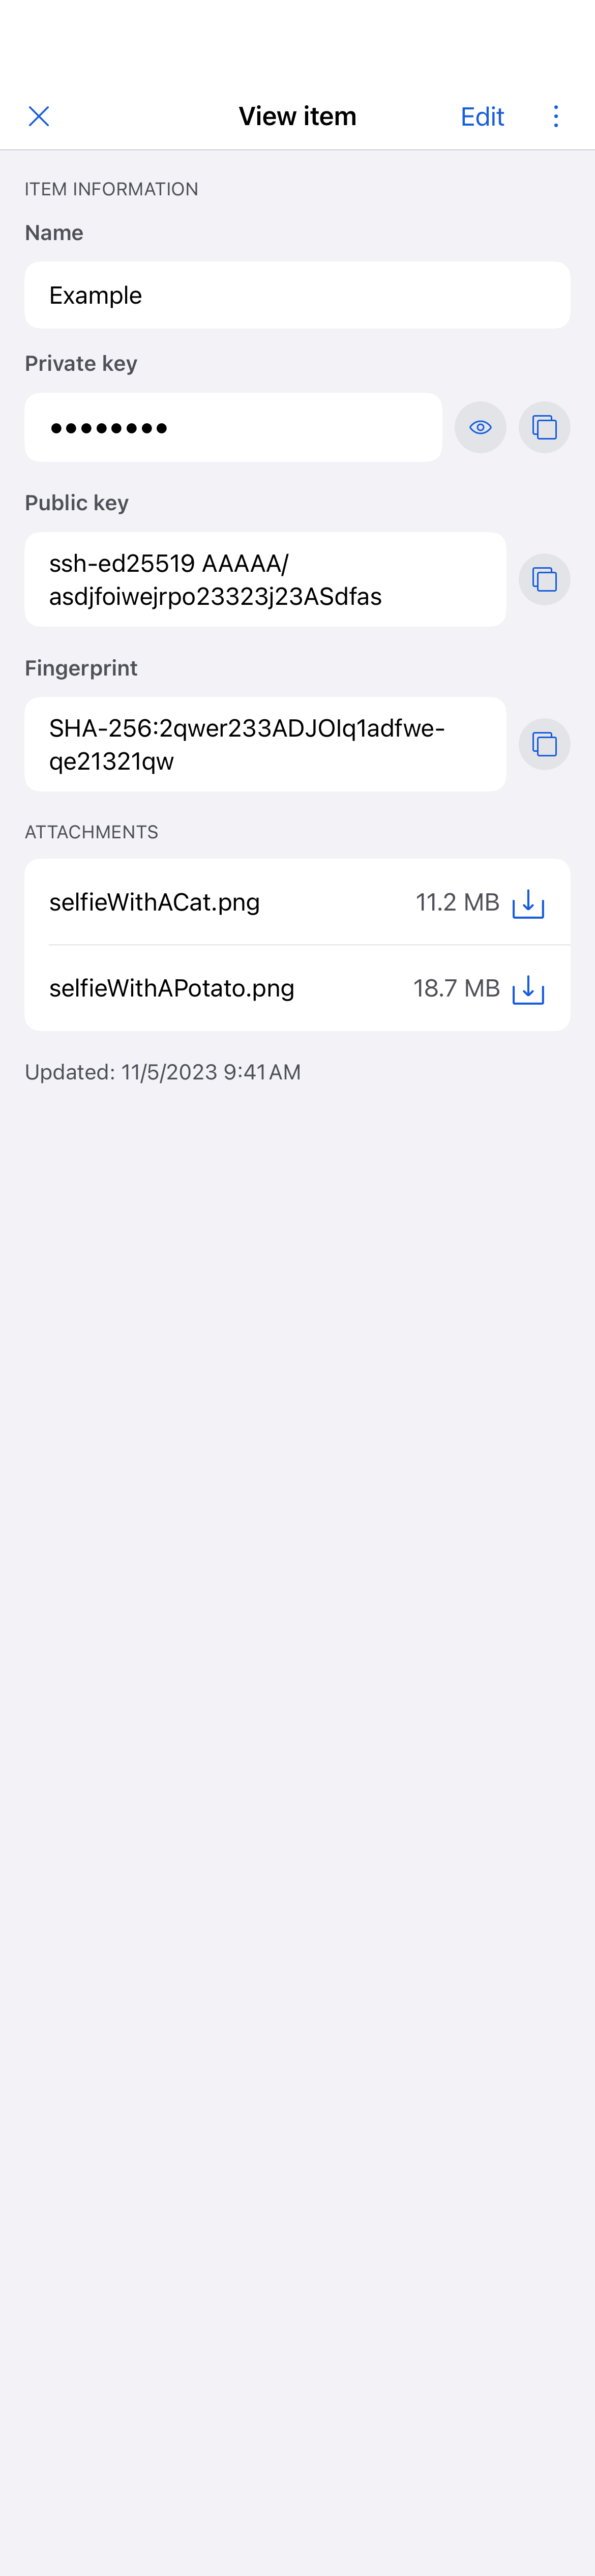 View item
Edit
ITEM INFORMATION
Name
Example
Private key
••••••••
Public key
ssh-ed25519 AAAAA/
asdjfoiwejrpo23323j23ASdfas
Fingerprint
SHA-256:2qwer233ADJOIq1adfwe-
qe21321qw
ATTACHMENTS
selfieWithACat.png 11.2 MB
selfieWithAPotato.png 18.7 MB
Updated: 11/5/2023 9:41 AM